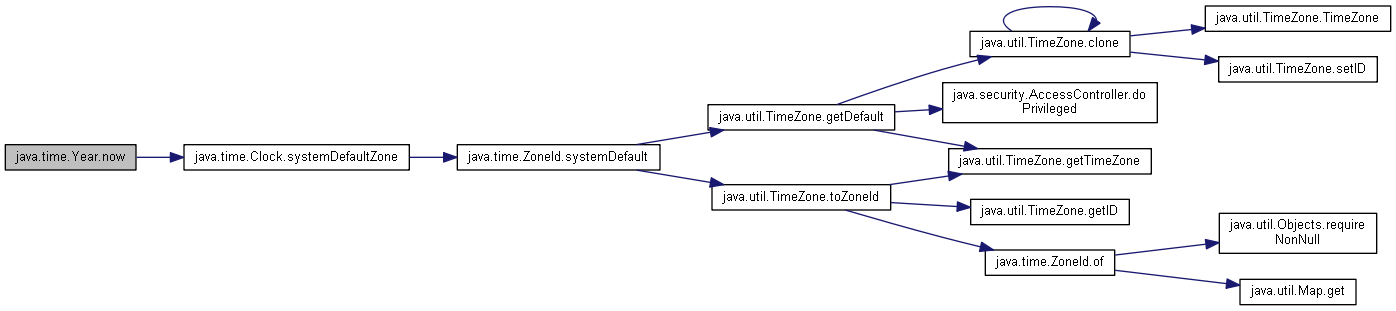 java.time.Year.now
java.time.Clock.systemDefaultZone
java.time.ZoneId.systemDefault
java.util.TimeZone.getDefault
java.util.TimeZone.toZoneId
java.util.TimeZone.clone
java.security.AccessController.do
Privileged
java.util.TimeZone.getTimeZone
java.util.TimeZone.getID
java.time.ZoneId.of
java.util.TimeZone.TimeZone
java.util.TimeZone.setID
java.util.Objects.require
NonNull
java.util.Map.get